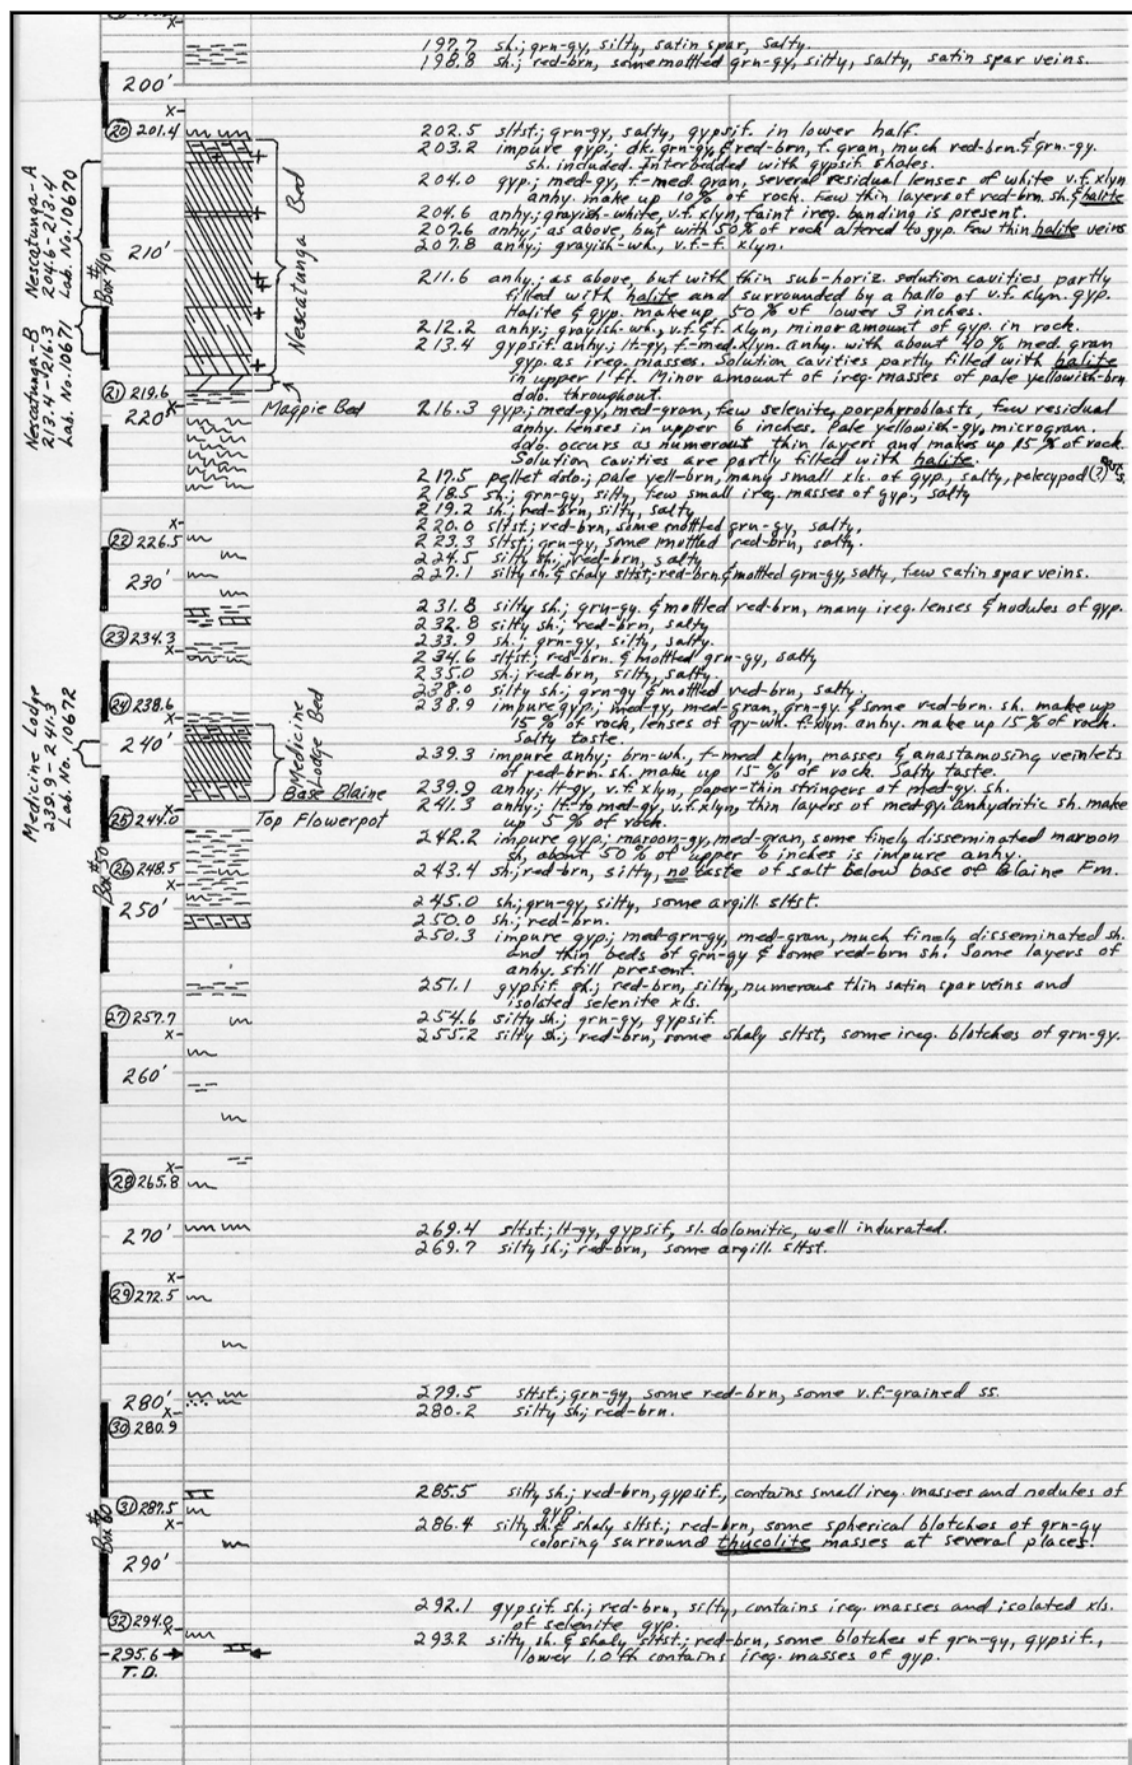 197.7 sh.; grn-gy, silty, satin spar, salty.
198.8 sh.; red-brn, some mottled grn-gy, silty, salty, satin spar veins.
200'
x-
⑳ 201.4
202.5 sltst.; grn-gy, salty, gypsif. in lower half.
203.2 impure gyp.; dk. grn-gy, & red-brn, f. gran, much red-brn. & grn.-gy.
sh. included. Interbedded with gypsif shales.
204.0 gyp.; med-gy, f.-med. gran, several residual lenses of white v.f. xlyn
anhy. make up 10% of rock. Few thin layers of red-brn. sh. & halite
204.6 anhy.; grayish-white, v.f. xlyn, faint ireg. banding is present.
207.6 anhy.; as above, but with 50% of rock altered to gyp. Few thin halite veins
207.8 anhy.; grayish-wh., v.f.-f. xlyn.
210'
211.6 anhy.; as above, but with thin sub-horiz. solution cavities partly
filled with halite and surrounded by a hallo of v.f. xlyn. gyp.
Halite & gyp. make up 50% of lower 3 inches.
212.2 anhy.; grayish-wh., v.f. & f. xlyn, minor amount of gyp. in rock.
213.4 gypsif. anhy.; lt-gy, f.-med. xlyn. anhy. with about 40% med. gran
gyp. as ireg. masses. Solution cavities partly filled with halite
in upper 1 ft. Minor amount of ireg. masses of pale yellowish-brn
dolo. throughout.
Nescatunga-A
204.6-213.4
Lab. No. 10670
Nescatunga-B
213.4-216.3
Lab. No. 10671
Box #40
Nescatunga Bed
Magpie Bed
㉑ 219.6
220'
216.3 gyp.; med-gy, med-gran, few selenite porphyroblasts, few residual
anhy. lenses in upper 6 inches. Pale yellowish-gy, microgran.
dolo. occurs as numerous thin layers and makes up 15% of rock.
Solution cavities are partly filled with halite.
217.5 pellet dolo.; pale yell-brn, many small xls. of gyp., salty, pelecypod(?)
218.5 sh.; grn-gy, silty, few small ireg. masses of gyp., salty
219.2 sh.; red-brn, silty, salty
220.0 sltst.; red-brn, some mottled grn-gy, salty.
223.3 sltst.; grn-gy, some mottled red-brn, salty.
224.5 silty sh.; red-brn, salty
227.1 silty sh. & shaly sltst; red-brn. & mottled grn-gy, salty, few satin spar veins.
x-
㉒ 226.5
230'
231.8 silty sh.; grn-gy. & mottled red-brn, many ireg. lenses & nodules of gyp.
232.8 silty sh.; red-brn, salty
233.9 sh.; grn-gy, silty, salty.
㉓ 234.3
x-
234.6 sltst.; red-brn. & mottled grn-gy, salty
235.0 sh.; red-brn, silty, salty.
238.0 silty sh.; grn-gy & mottled red-brn, salty.
238.9 impure gyp.; med-gy, med-gran, grn-gy. & some red-brn. sh. make up
15% of rock, lenses of gy-wh. f. xlyn. anhy. make up 15% of rock.
Salty taste.
㉔ 238.6
x-
240'
239.3 impure anhy.; brn-wh., f-med xlyn, masses & anastamosing veinlets
of red-brn. sh. make up 15% of rock. Salty taste.
239.9 anhy.; lt-gy, v.f. xlyn, paper-thin stringers of med-gy. sh.
241.3 anhy.; lt. to med-gy, v.f. xlyn, thin layers of med-gy. anhydritic sh. make
up 5% of rock.
Medicine Lodge
239.9-241.3
Lab. No. 10672
Medicine Lodge Bed
Base Blaine
Top Flowerpot
㉕ 244.0
242.2 impure gyp.; maroon-gy, med-gran, some finely disseminated maroon
sh, about 50% of upper 6 inches is impure anhy.
243.4 sh.; red-brn, silty, no taste of salt below base of Blaine Fm.
Box #50
㉖ 248.5
x-
245.0 sh.; grn-gy, silty, some argill. sltst.
250'
250.0 sh.; red-brn.
250.3 impure gyp.; med-grn-gy, med-gran, much finely disseminated sh.
and thin beds of grn-gy & some red-brn sh. Some layers of
anhy. still present.
251.1 gypsif. sh.; red-brn, silty, numerous thin satin spar veins and
isolated selenite xls.
254.6 silty sh.; grn-gy, gypsif.
255.2 silty sh.; red-brn, some shaly sltst, some ireg. blotches of grn-gy.
㉗ 257.7
x-
260'
x-
㉘ 265.8
270'
269.4 sltst.; lt-gy, gypsif, sl. dolomitic, well indurated.
269.7 silty sh.; red-brn, some argill. sltst.
x-
㉙ 272.5
280'
x-
279.5 sltst.; grn-gy, some red-brn, some v.f.-grained ss.
280.2 silty sh.; red-brn.
㉚ 280.9
285.5 silty sh.; red-brn, gypsif., contains small ireg. masses and nodules of
gyp.
㉛ 287.5
x-
Box #60
286.4 silty sh. & shaly sltst.; red-brn, some spherical blotches of grn-gy
coloring surround thucolite masses at several places.
290'
292.1 gypsif. sh.; red-brn, silty, contains ireg. masses and isolated xls.
of selenite gyp.
㉜ 294.0
x-
293.2 silty, sh. & shaly sltst.; red-brn, some blotches of grn-gy, gypsif.,
lower 1.0 ft contains ireg. masses of gyp.
295.6
T.D.